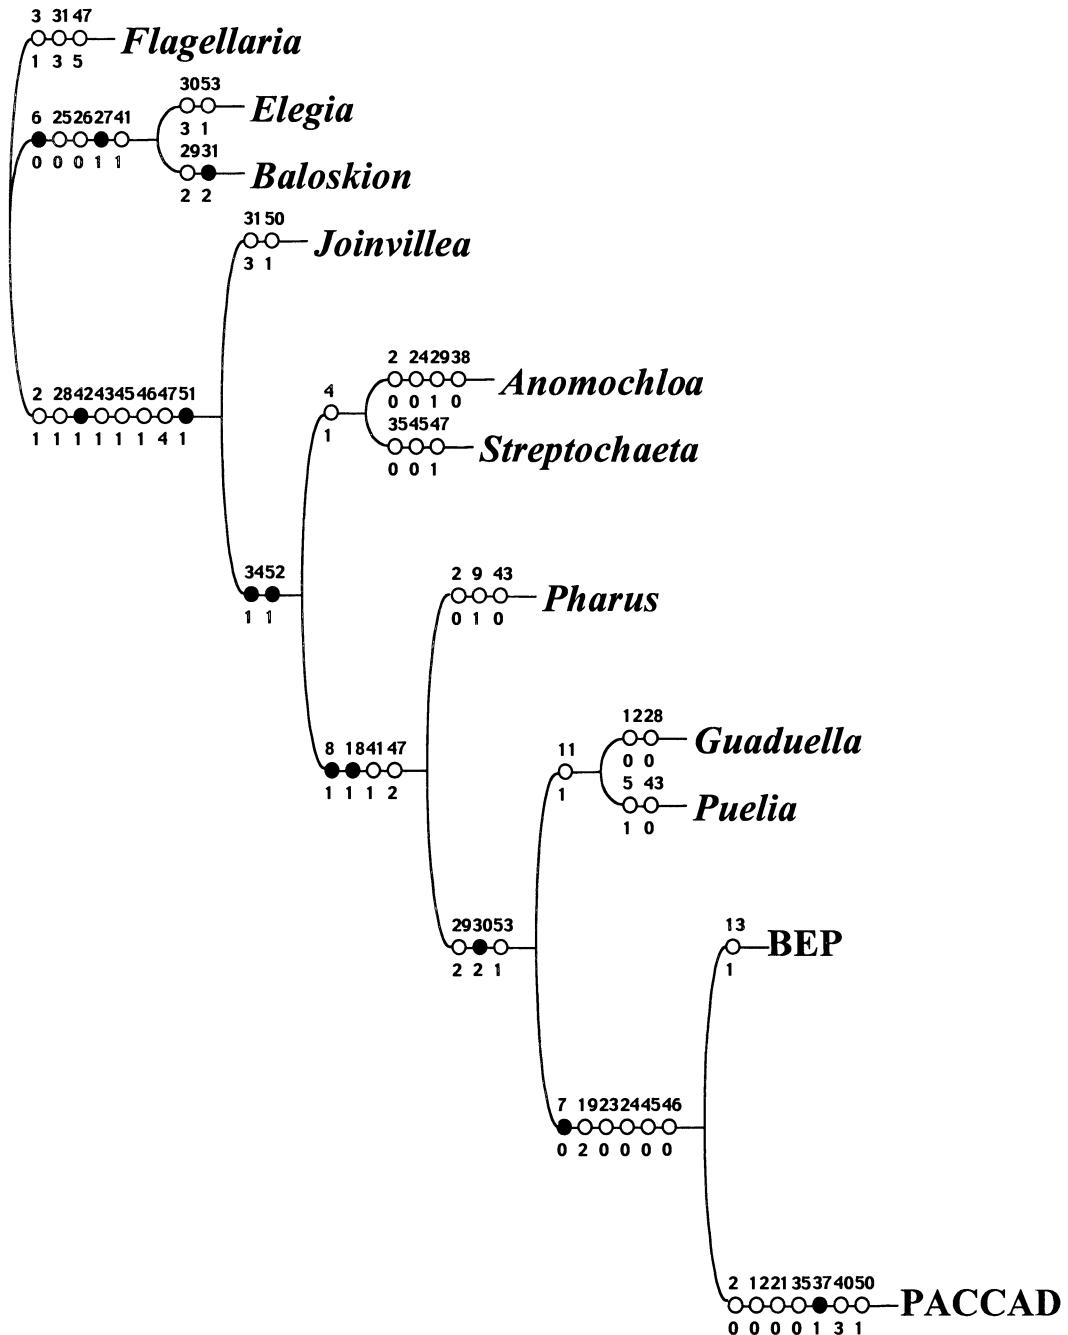 3 31 47
Flagellaria
1 3 5
30 53
Elegia
3 1
6 25 26 27 41
0 0 0 1 1
29 31
Baloskion
2 2
31 50
Joinvillea
3 1
2 24 29 38
Anomochloa
0 0 1 0
2 28 42 43 45 46 47 51
1 1 1 1 1 1 4 1
4
1
35 45 47
Streptochaeta
0 0 1
34 52
1 1
2 9 43
Pharus
0 1 0
8 18 41 47
1 1 1 2
12 28
Guaduella
0 0
11
1
5 43
Puelia
1 0
29 30 53
2 2 1
13
BEP
1
7 19 23 24 45 46
0 2 0 0 0 0
2 12 21 35 37 40 50
PACCAD
0 0 0 0 1 3 1